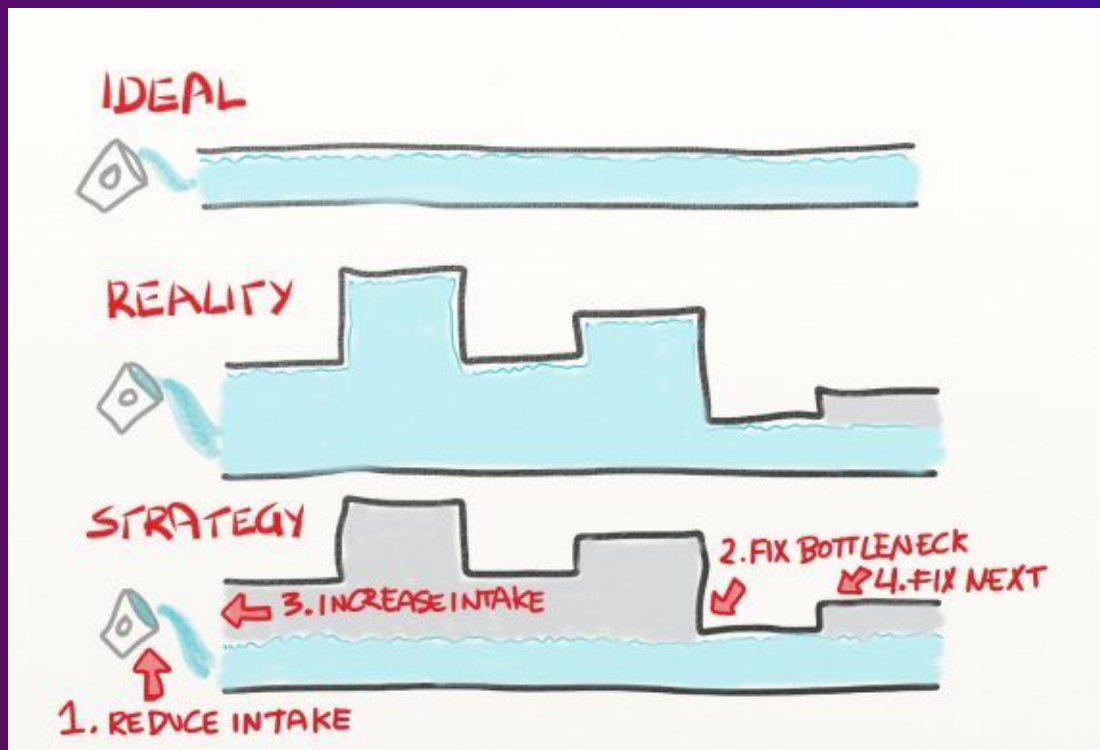 IDEAL
REALITY
STRATEGY
2. FIX BOTTLENECK
4. FIX NEXT
3. INCREASE INTAKE
1. REDUCE INTAKE